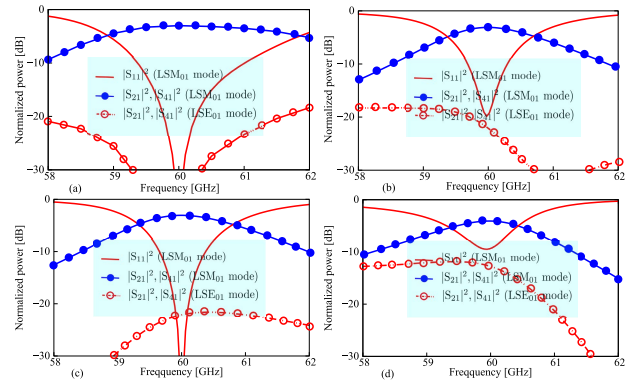 0
−10
−20
−30
Normalized power [dB]
|S11|² (LSM01 mode)
|S21|²,|S41|² (LSM01 mode)
|S21|²,|S41|² (LSE01 mode)
58 59 60 61 62
(a) Frequency [GHz]
0
−10
−20
−30
Normalized power [dB]
|S11|² (LSM01 mode)
|S21|²,|S41|² (LSM01 mode)
|S21|²,|S41|² (LSE01 mode)
58 59 60 61 62
(b) Frequency [GHz]
0
−10
−20
−30
Normalized power [dB]
|S11|² (LSM01 mode)
|S21|²,|S41|² (LSM01 mode)
|S21|²,|S41|² (LSE01 mode)
58 59 60 61 62
(c) Frequency [GHz]
0
−10
−20
−30
Normalized power [dB]
|S11|² (LSM01 mode)
|S21|²,|S41|² (LSM01 mode)
|S21|²,|S41|² (LSE01 mode)
58 59 60 61 62
Frequency [GHz] (d)